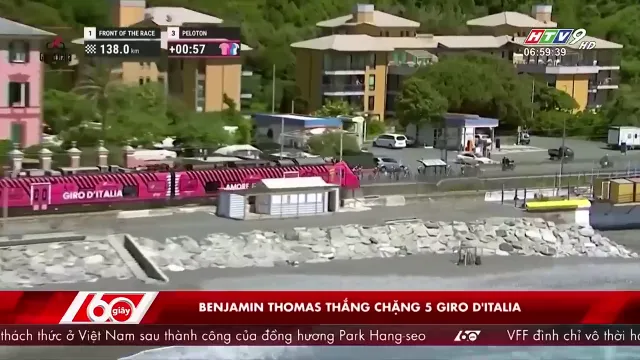 1 FRONT OF THE RACE 3 PELOTON
138.0 km +00:57
HTV9 HD
06:59:39
GIRO D'ITALIA
60 giây
BENJAMIN THOMAS THẮNG CHẶNG 5 GIRO D'ITALIA
thách thức ở Việt Nam sau thành công của đồng hương Park Hang-seo 60 VFF đình chỉ vô thời h